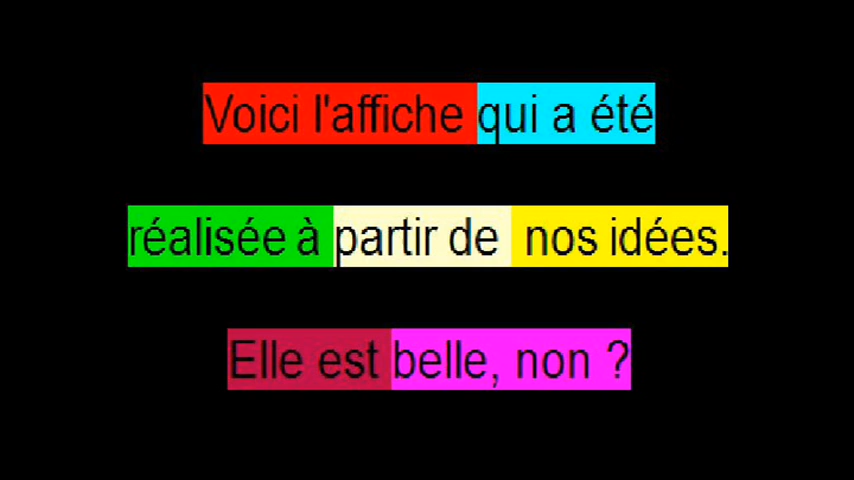 Voici l'affiche qui a été
réalisée à partir de nos idées.
Elle est belle, non ?